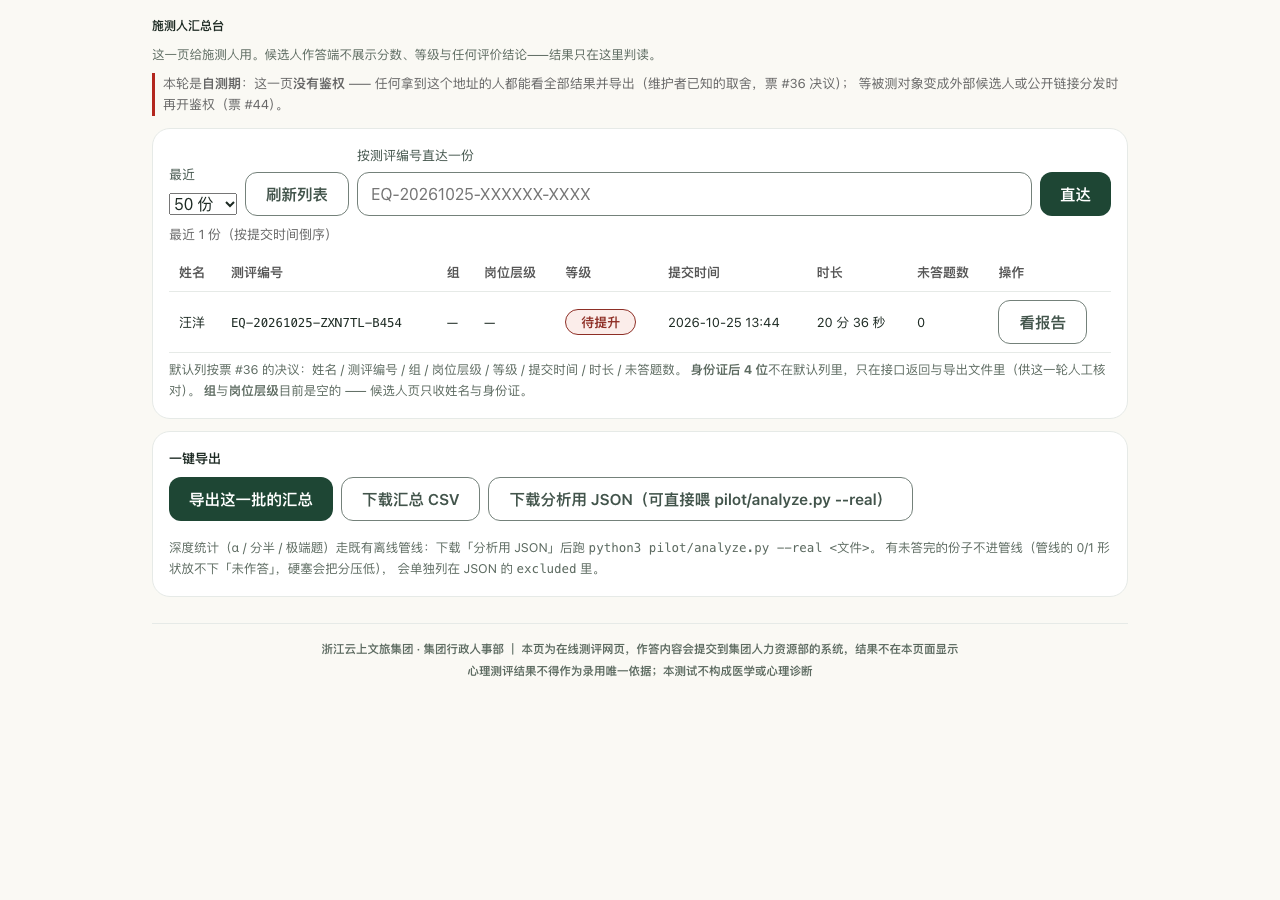 施测人汇总台
这一页给施测人用。候选人作答端不展示分数、等级与任何评价结论——结果只在这里判读。
本轮是自测期：这一页没有鉴权 —— 任何拿到这个地址的人都能看全部结果并导出（维护者已知的取舍，票 #36 决议）； 等被测对象变成外部候选人或公开链接分发时
再开鉴权（票 #44）。
按测评编号直达一份
最近
50 份
刷新列表
EQ-20261025-XXXXXX-XXXX
直达
最近 1 份（按提交时间倒序）
姓名 测评编号 组 岗位层级 等级 提交时间 时长 未答题数 操作
汪洋 EQ-20261025-ZXN7TL-B454 — — 待提升 2026-10-25 13:44 20 分 36 秒 0 看报告
默认列按票 #36 的决议：姓名 / 测评编号 / 组 / 岗位层级 / 等级 / 提交时间 / 时长 / 未答题数。 身份证后 4 位不在默认列里，只在接口返回与导出文件里（供这一轮人工核
对）。 组与岗位层级目前是空的 —— 候选人页只收姓名与身份证。
一键导出
导出这一批的汇总
下载汇总 CSV
下载分析用 JSON（可直接喂 pilot/analyze.py --real）
深度统计（α / 分半 / 极端题）走既有离线管线：下载「分析用 JSON」后跑 python3 pilot/analyze.py --real <文件>。 有未答完的份子不进管线（管线的 0/1 形
状放不下「未作答」，硬塞会把分压低）， 会单独列在 JSON 的 excluded 里。
浙江云上文旅集团 · 集团行政人事部 ｜ 本页为在线测评网页，作答内容会提交到集团人力资源部的系统，结果不在本页面显示
心理测评结果不得作为录用唯一依据；本测试不构成医学或心理诊断